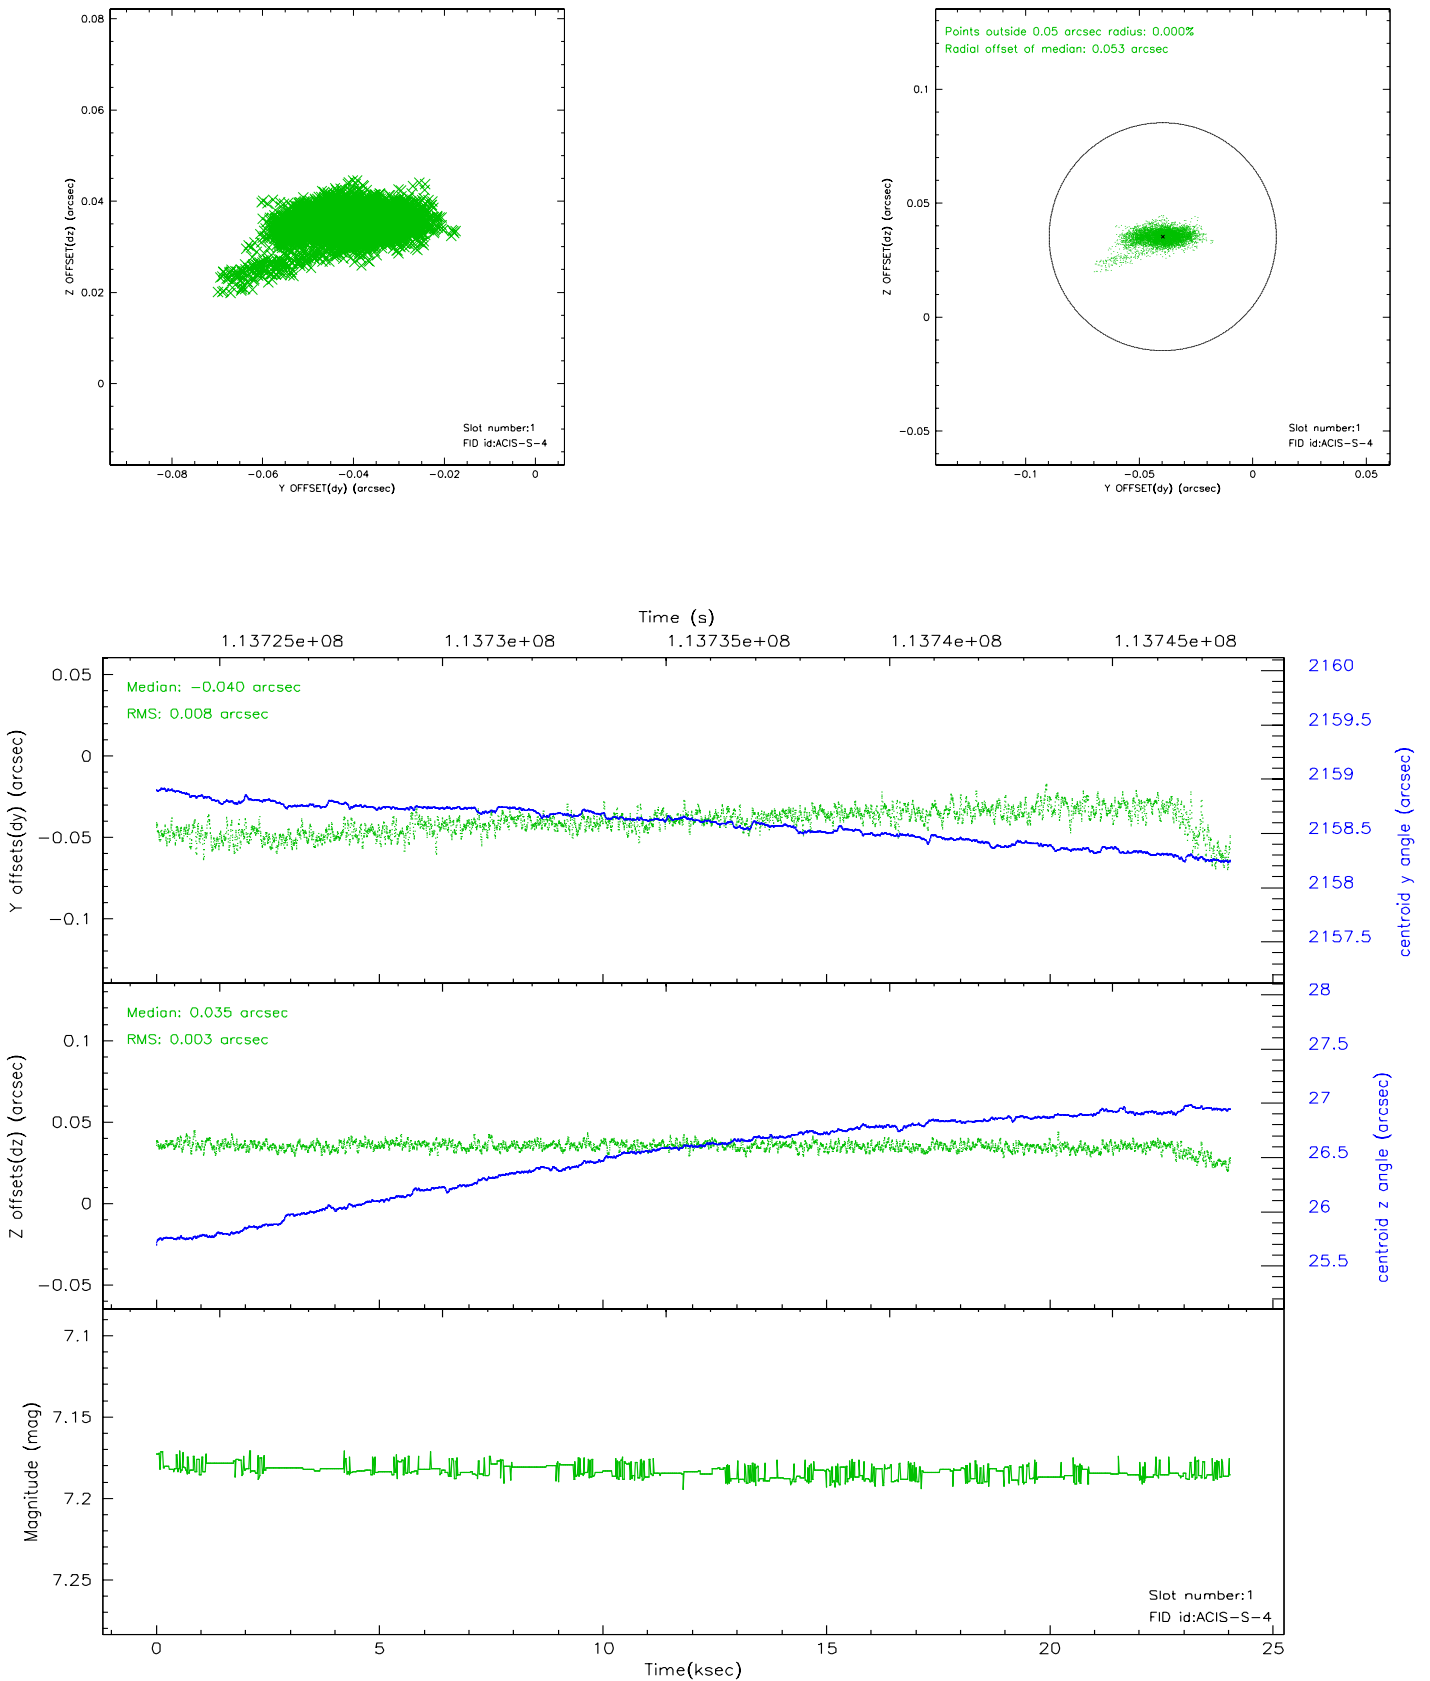 0.08
0.06
0.04
0.02
0
Z OFFSET(dz) (arcsec)
−0.08
−0.06
−0.04
−0.02
0
Y OFFSET(dy) (arcsec)
Slot number:1
FID id:ACIS−S−4
Points outside 0.05 arcsec radius: 0.000%
Radial offset of median: 0.053 arcsec
0.1
0.05
0
−0.05
Z OFFSET(dz) (arcsec)
−0.1
−0.05
0
0.05
Y OFFSET(dy) (arcsec)
Slot number:1
FID id:ACIS−S−4
Time (s)
1.13725e+08
1.1373e+08
1.13735e+08
1.1374e+08
1.13745e+08
0.05
0
−0.05
−0.1
Y offsets(dy) (arcsec)
Median: −0.040 arcsec
RMS: 0.008 arcsec
2160
2159.5
2159
2158.5
2158
2157.5
centroid y angle (arcsec)
0.1
0.05
0
−0.05
Z offsets(dz) (arcsec)
Median: 0.035 arcsec
RMS: 0.003 arcsec
28
27.5
27
26.5
26
25.5
centroid z angle (arcsec)
7.1
7.15
7.2
7.25
Magnitude (mag)
Slot number:1
FID id:ACIS−S−4
0
5
10
15
20
25
Time(ksec)